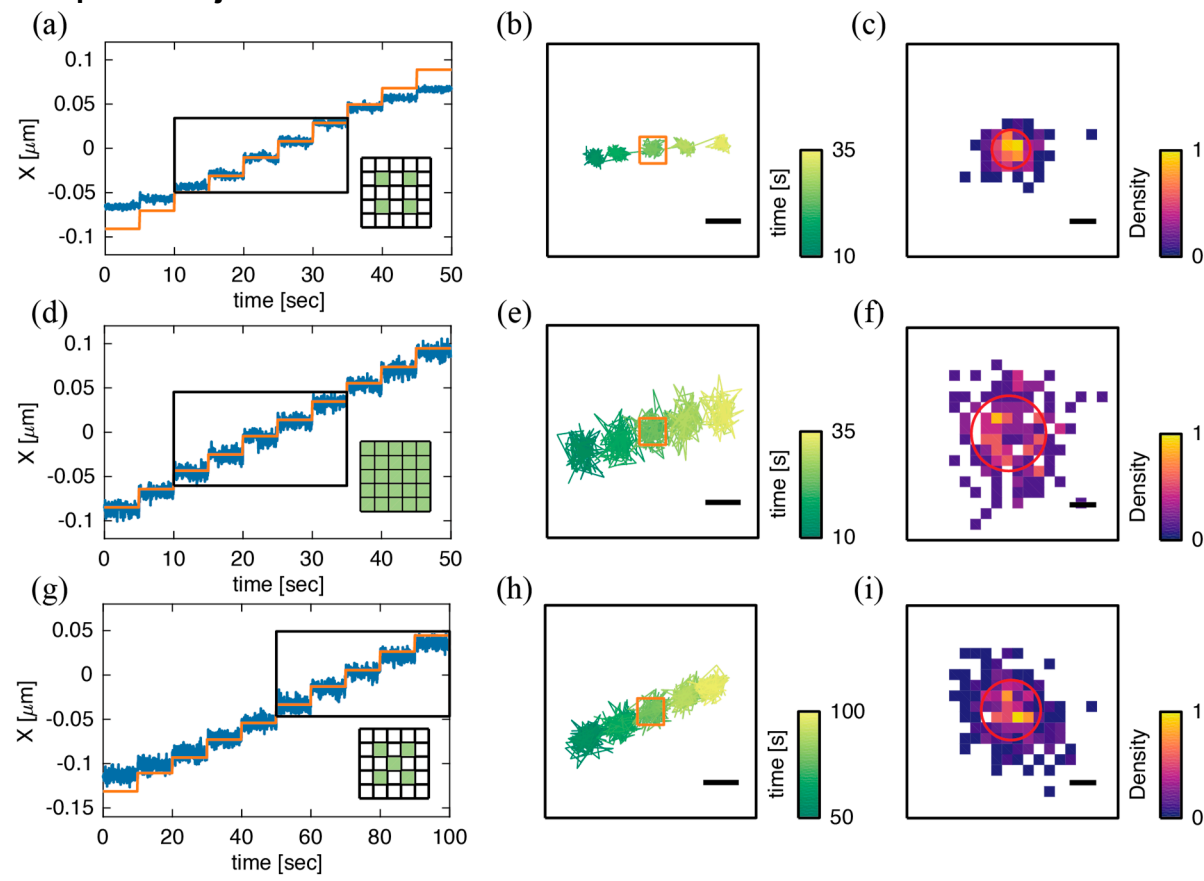 (a)
(b)
(c)
X [μm]
0.1
0.05
0
-0.05
-0.1
0 10 20 30 40 50
time [sec]
time [s]
35
10
Density
1
0
(d)
(e)
(f)
X [μm]
0.1
0.05
0
-0.05
-0.1
0 10 20 30 40 50
time [sec]
time [s]
35
10
Density
1
0
(g)
(h)
(i)
X [μm]
0.05
0
-0.05
-0.1
-0.15
0 20 40 60 80 100
time [sec]
time [s]
100
50
Density
1
0